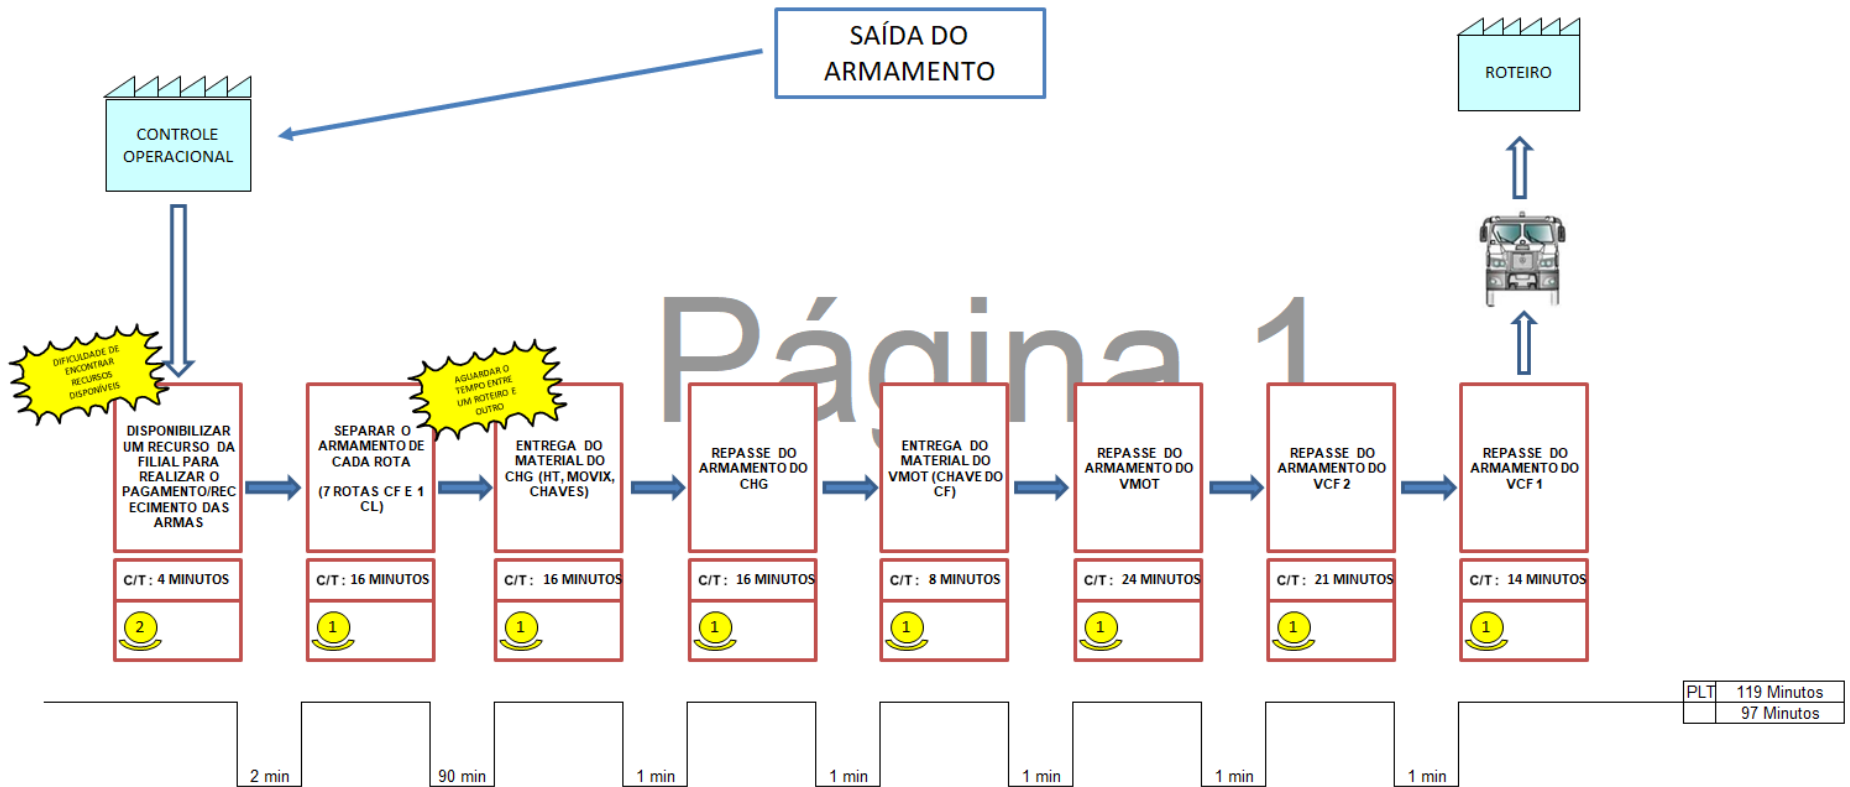 SAÍDA DO
ARMAMENTO
ROTEIRO
CONTROLE
OPERACIONAL
Página 1
DIFICULDADE DE
ENCONTRAR
RECURSOS
DISPONÍVEIS
AGUARDAR O
TEMPO ENTRE
UM ROTEIRO E
OUTRO
DISPONIBILIZAR
UM RECURSO DA
FILIAL PARA
REALIZAR O
PAGAMENTO/REC
ECIMENTO DAS
ARMAS
SEPARAR O
ARMAMENTO DE
CADA ROTA
(7 ROTAS CF E 1
CL)
ENTREGA DO
MATERIAL DO
CHG (HT, MOVIX,
CHAVES)
REPASSE DO
ARMAMENTO DO
CHG
ENTREGA DO
MATERIAL DO
VMOT (CHAVE DO
CF)
REPASSE DO
ARMAMENTO DO
VMOT
REPASSE DO
ARMAMENTO DO
VCF 2
REPASSE DO
ARMAMENTO DO
VCF 1
C/T : 4 MINUTOS
C/T : 16 MINUTOS
C/T : 16 MINUTOS
C/T : 16 MINUTOS
C/T : 8 MINUTOS
C/T : 24 MINUTOS
C/T : 21 MINUTOS
C/T : 14 MINUTOS
2
1
1
1
1
1
1
1
PLT 119 Minutos
97 Minutos
2 min
90 min
1 min
1 min
1 min
1 min
1 min